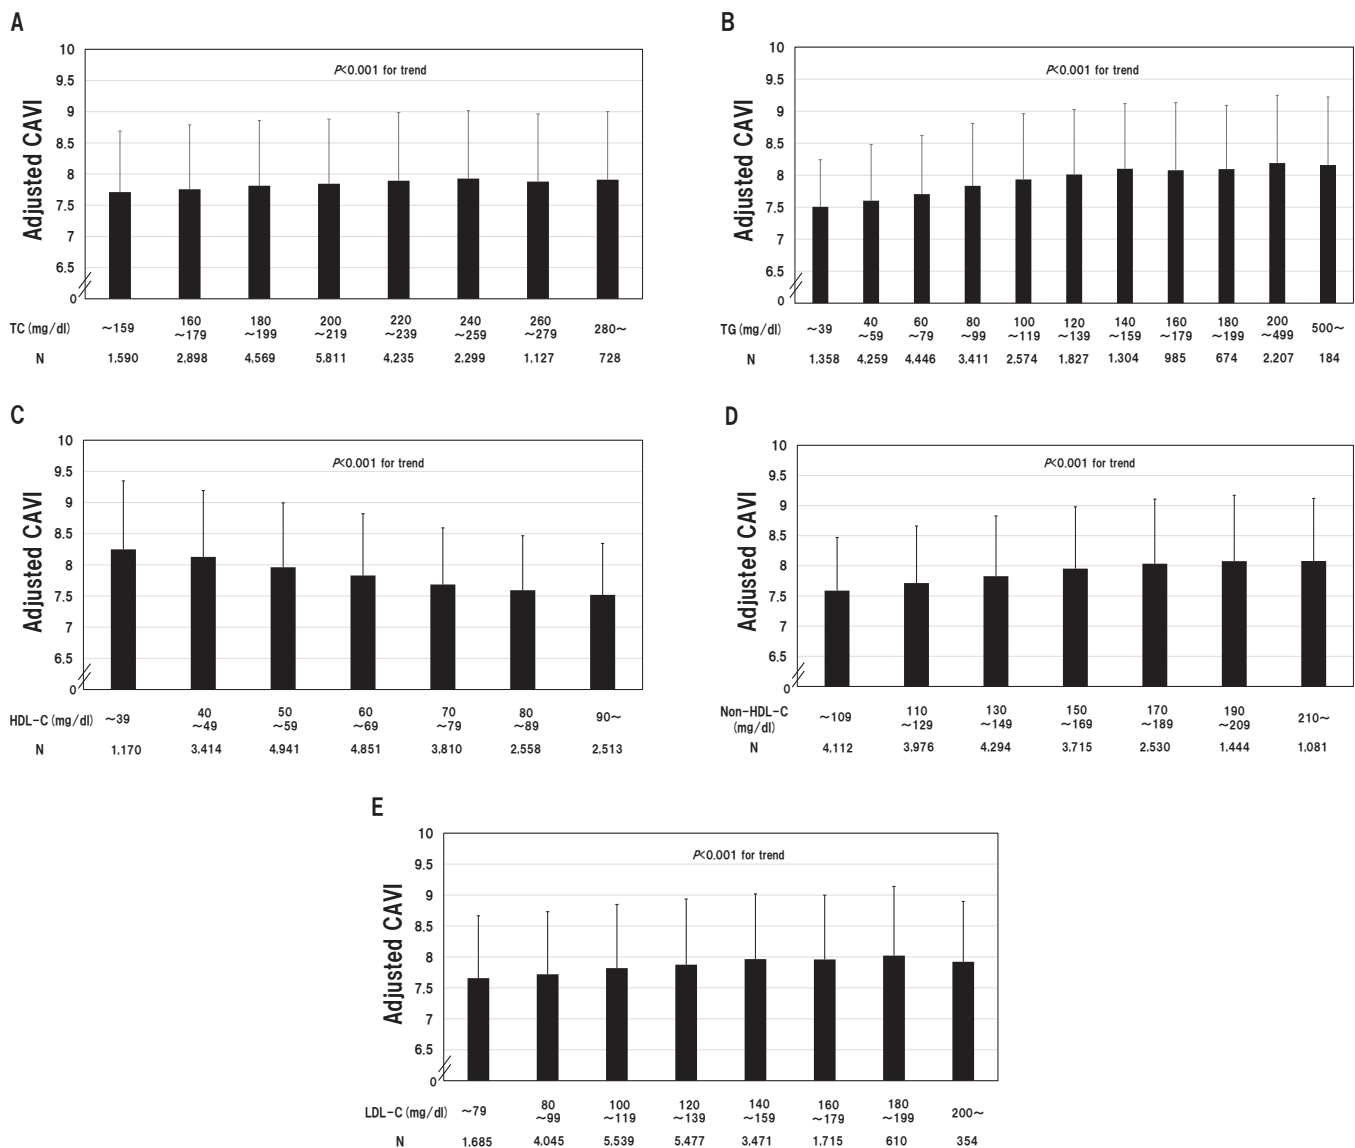 A
Adjusted CAVI
10
9.5
9
8.5
8
7.5
7
6.5
0
P<0.001 for trend
TC (mg/dl) ~159 160 ~179 180 ~199 200 ~219 220 ~239 240 ~259 260 ~279 280~
N 1,590 2,898 4,569 5,811 4,235 2,299 1,127 728
B
Adjusted CAVI
10
9.5
9
8.5
8
7.5
7
6.5
0
P<0.001 for trend
TG (mg/dl) ~39 40 ~59 60 ~79 80 ~99 100 ~119 120 ~139 140 ~159 160 ~179 180 ~199 200 ~499 500~
N 1,358 4,259 4,446 3,411 2,574 1,827 1,304 985 674 2,207 184
C
Adjusted CAVI
10
9.5
9
8.5
8
7.5
7
6.5
0
P<0.001 for trend
HDL-C (mg/dl) ~39 40 ~49 50 ~59 60 ~69 70 ~79 80 ~89 90~
N 1,170 3,414 4,941 4,851 3,810 2,558 2,513
D
Adjusted CAVI
10
9.5
9
8.5
8
7.5
7
6.5
0
P<0.001 for trend
Non-HDL-C (mg/dl) ~109 110 ~129 130 ~149 150 ~169 170 ~189 190 ~209 210~
N 4,112 3,976 4,294 3,715 2,530 1,444 1,081
E
Adjusted CAVI
10
9.5
9
8.5
8
7.5
7
6.5
0
P<0.001 for trend
LDL-C (mg/dl) ~79 80 ~99 100 ~119 120 ~139 140 ~159 160 ~179 180 ~199 200~
N 1,685 4,045 5,539 5,477 3,471 1,715 610 354